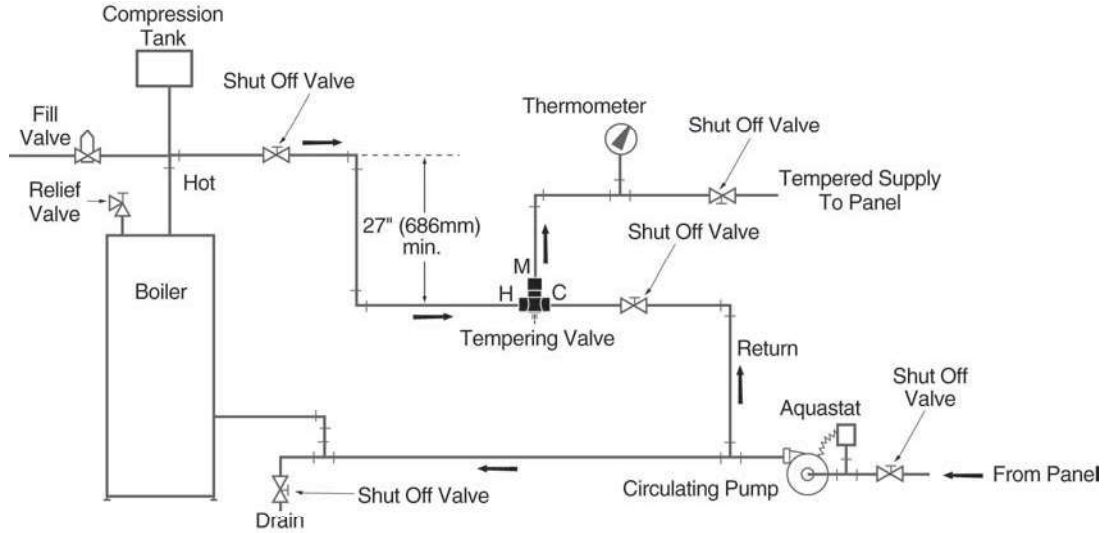 Compression
Tank
Shut Off Valve
Fill
Valve
Thermometer
Shut Off Valve
Hot
Relief
Valve
Tempered Supply
To Panel
27" (686mm)
min.
Shut Off Valve
M
Boiler
H
C
Tempering Valve
Return
Shut Off
Valve
Aquastat
Shut Off Valve
Circulating Pump
From Panel
Drain